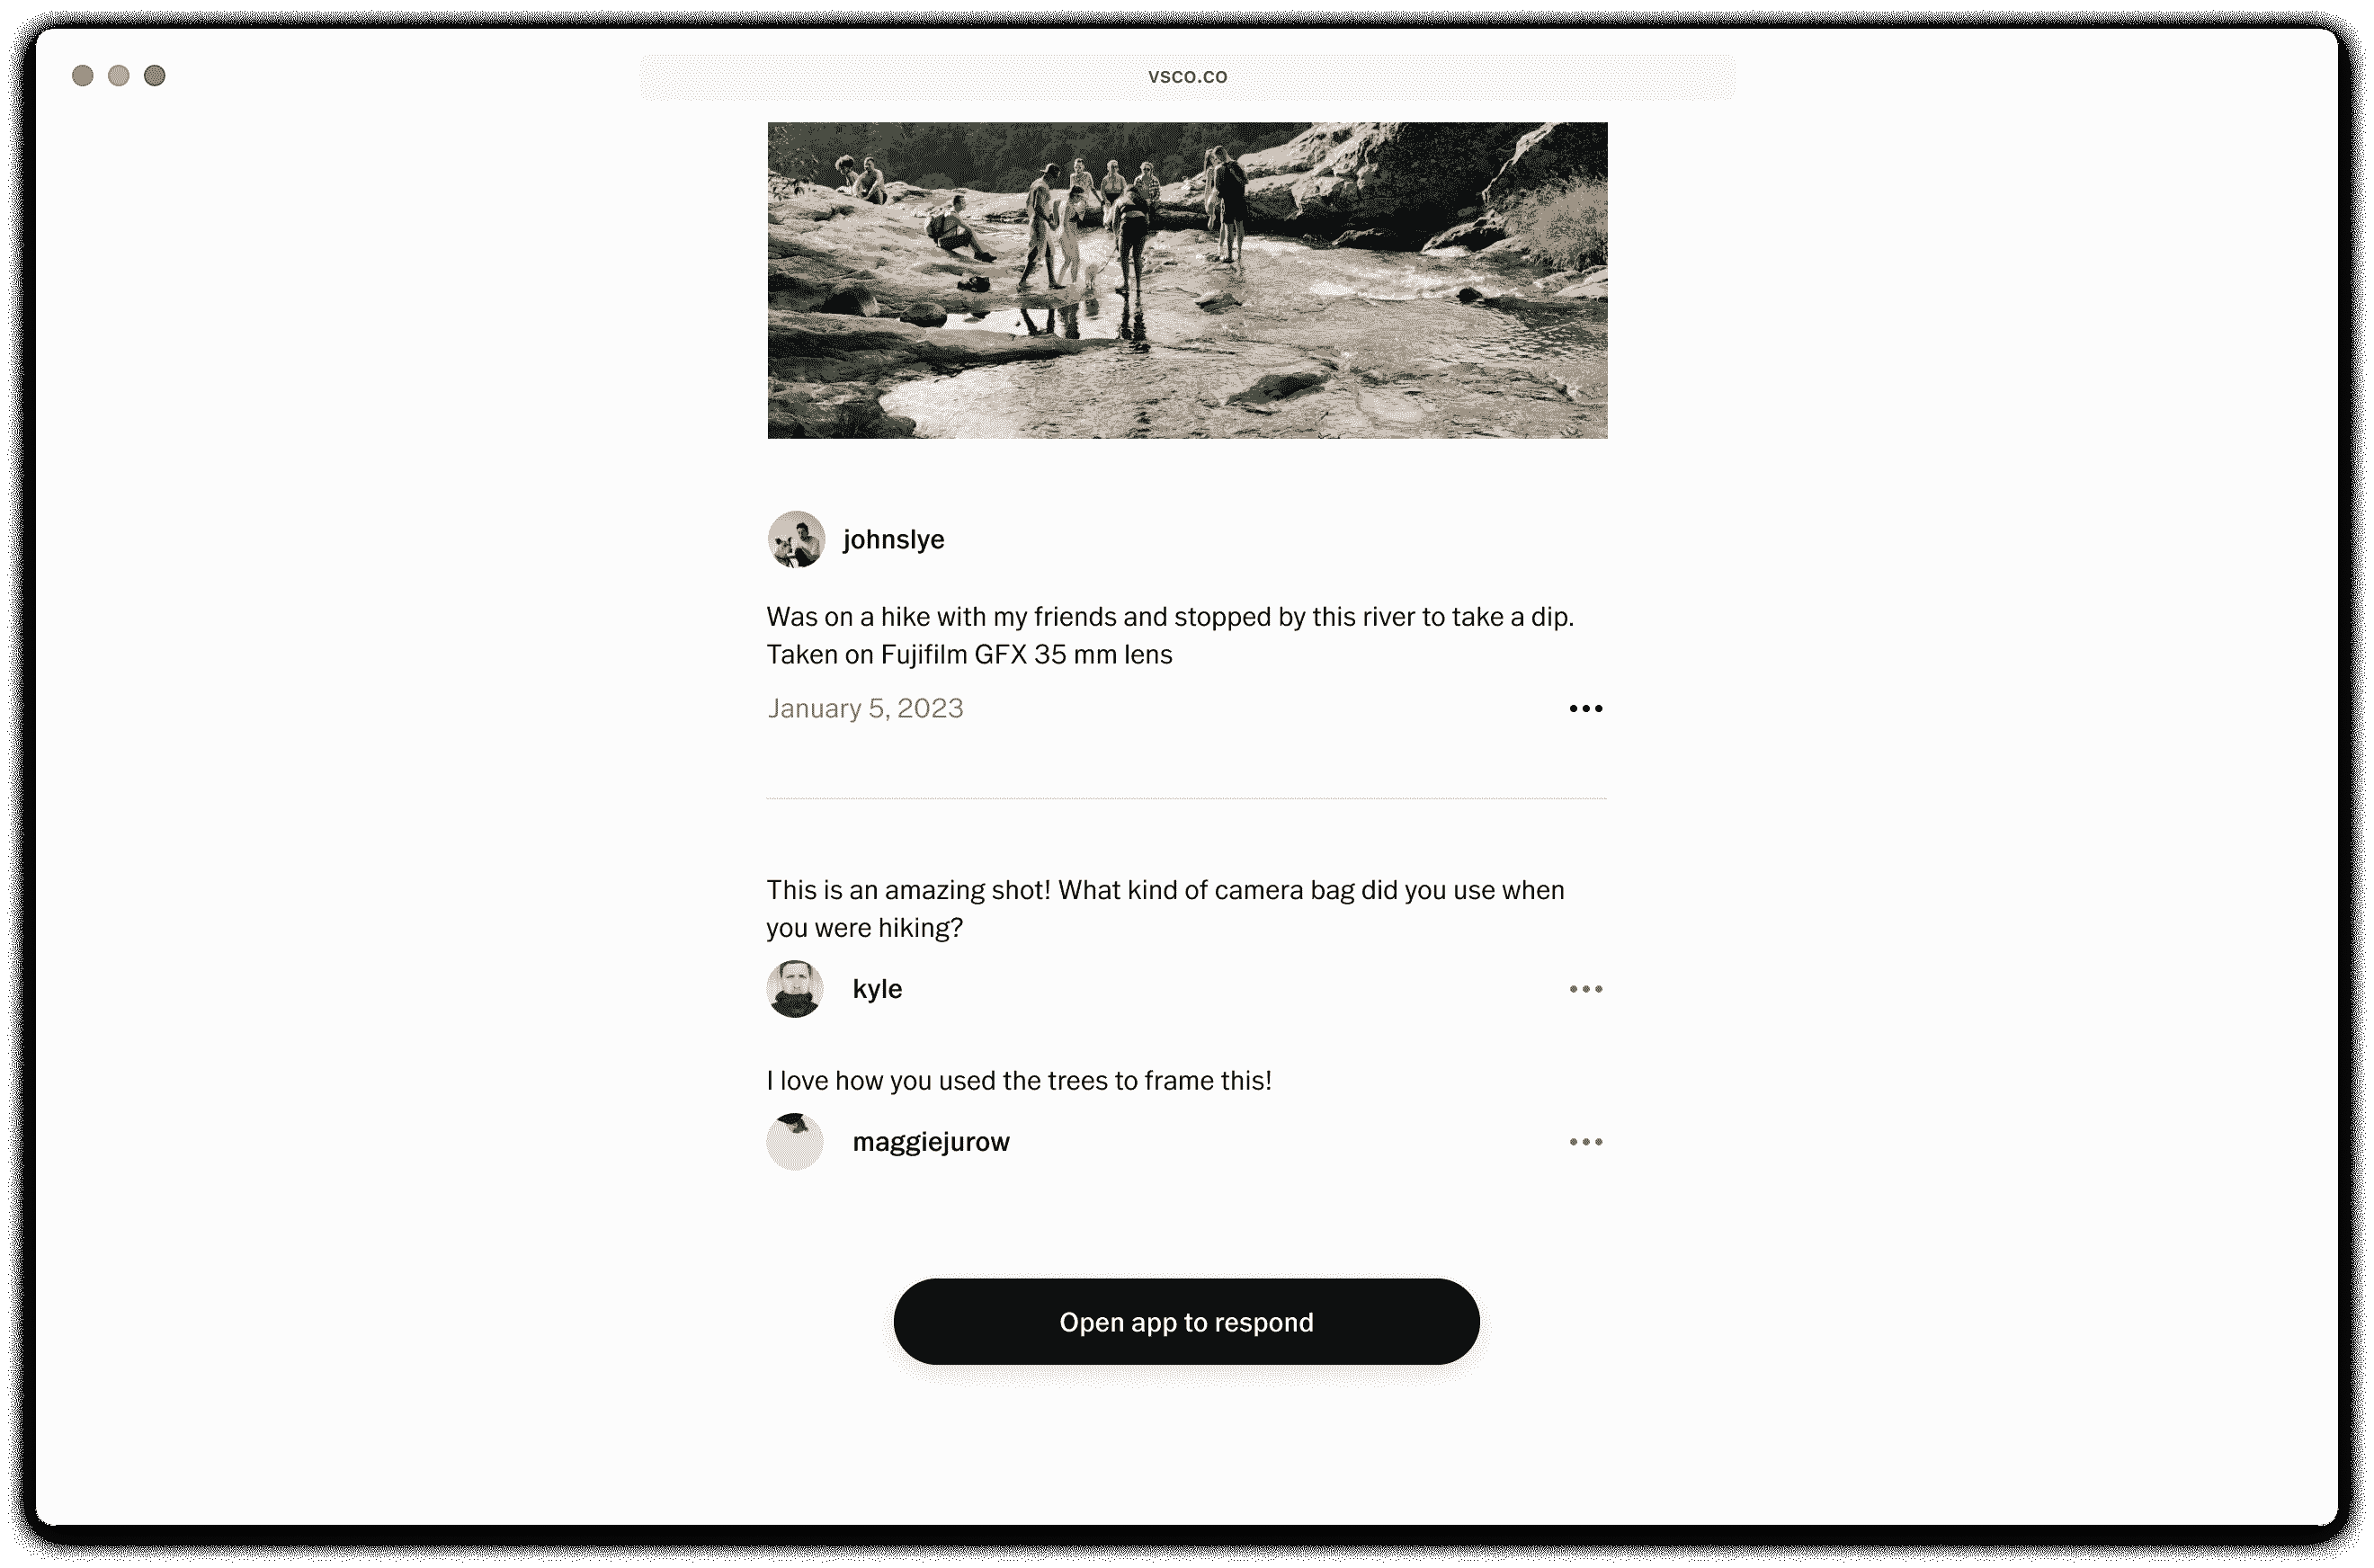 vsco.co
johnslye
Was on a hike with my friends and stopped by this river to take a dip.
Taken on Fujifilm GFX 35 mm lens
January 5, 2023
This is an amazing shot! What kind of camera bag did you use when
you were hiking?
kyle
I love how you used the trees to frame this!
maggiejurow
Open app to respond